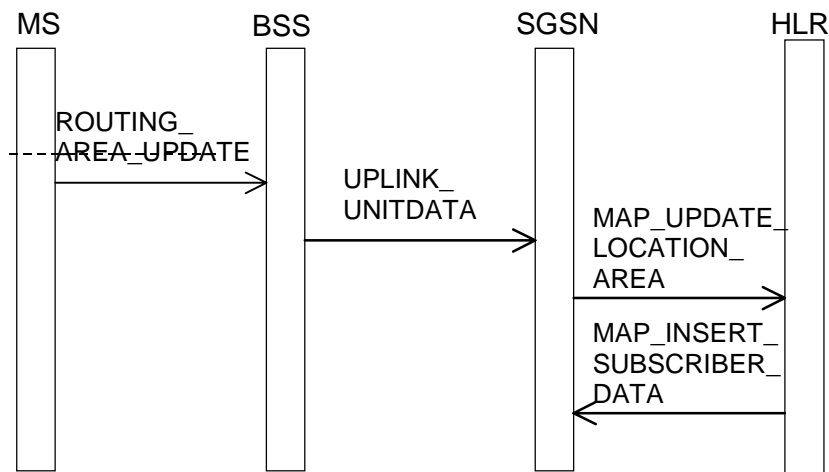 MS
BSS
SGSN
HLR
ROUTING_
AREA_UPDATE
UPLINK_
UNITDATA
MAP_UPDATE_
LOCATION_
AREA
MAP_INSERT_
SUBSCRIBER_
DATA